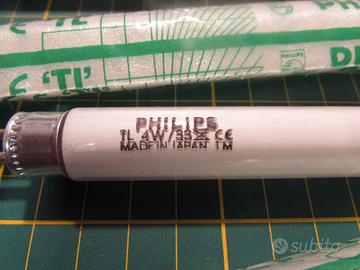 'TL'
PHILIPS
PHILIPS
TL 4W/33 CE
MADE IN JAPAN TM
subito